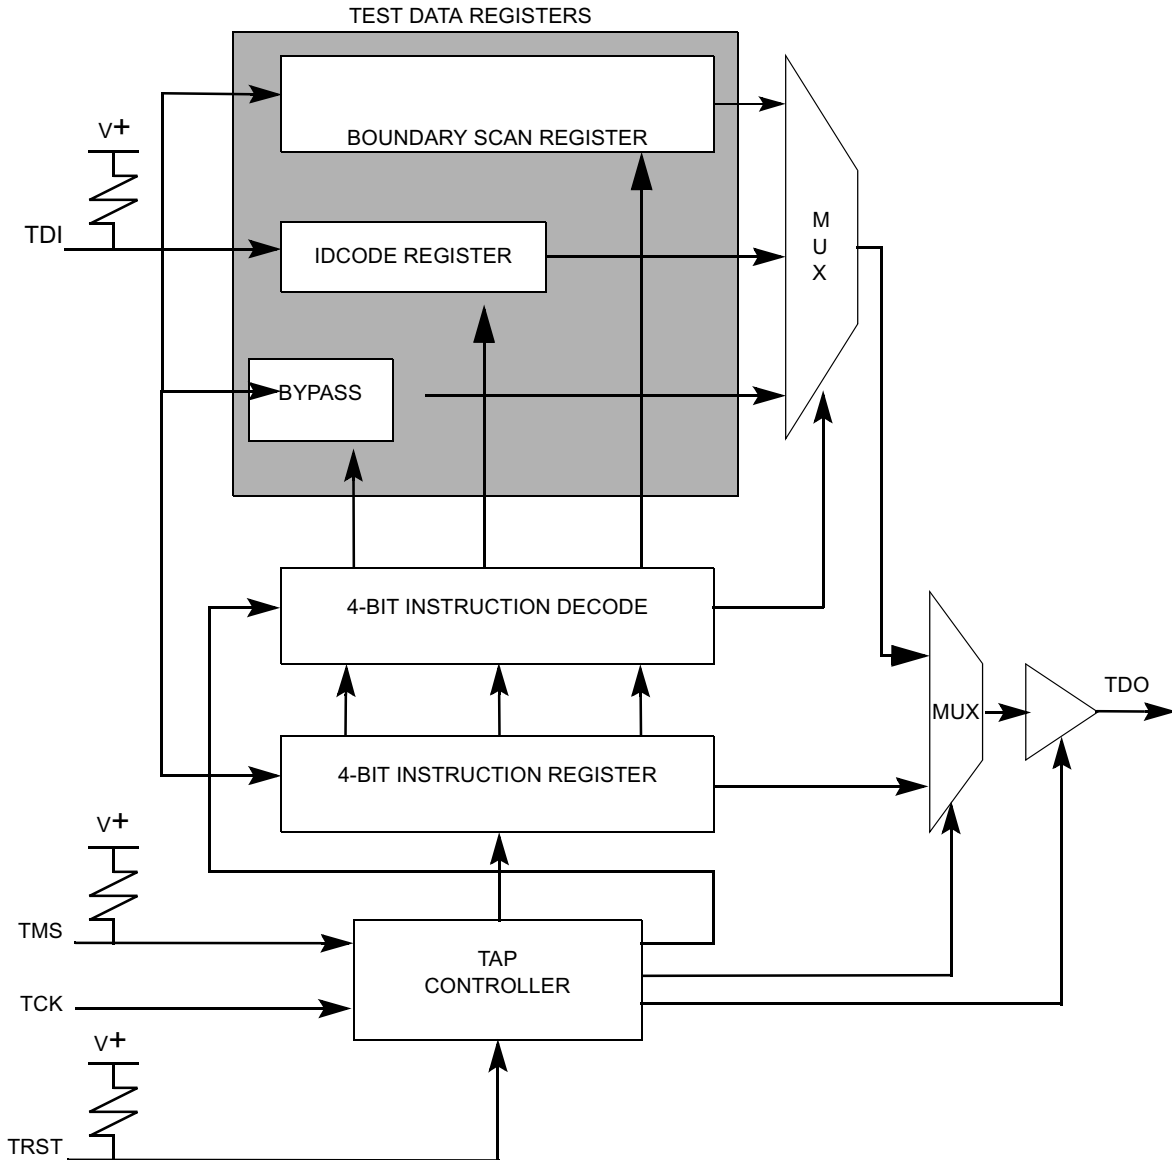 TEST DATA REGISTERS
BOUNDARY SCAN REGISTER
V+
TDI
IDCODE REGISTER
M
U
X
BYPASS
4-BIT INSTRUCTION DECODE
TDO
MUX
4-BIT INSTRUCTION REGISTER
V+
TMS
TAP
CONTROLLER
TCK
V+
TRST